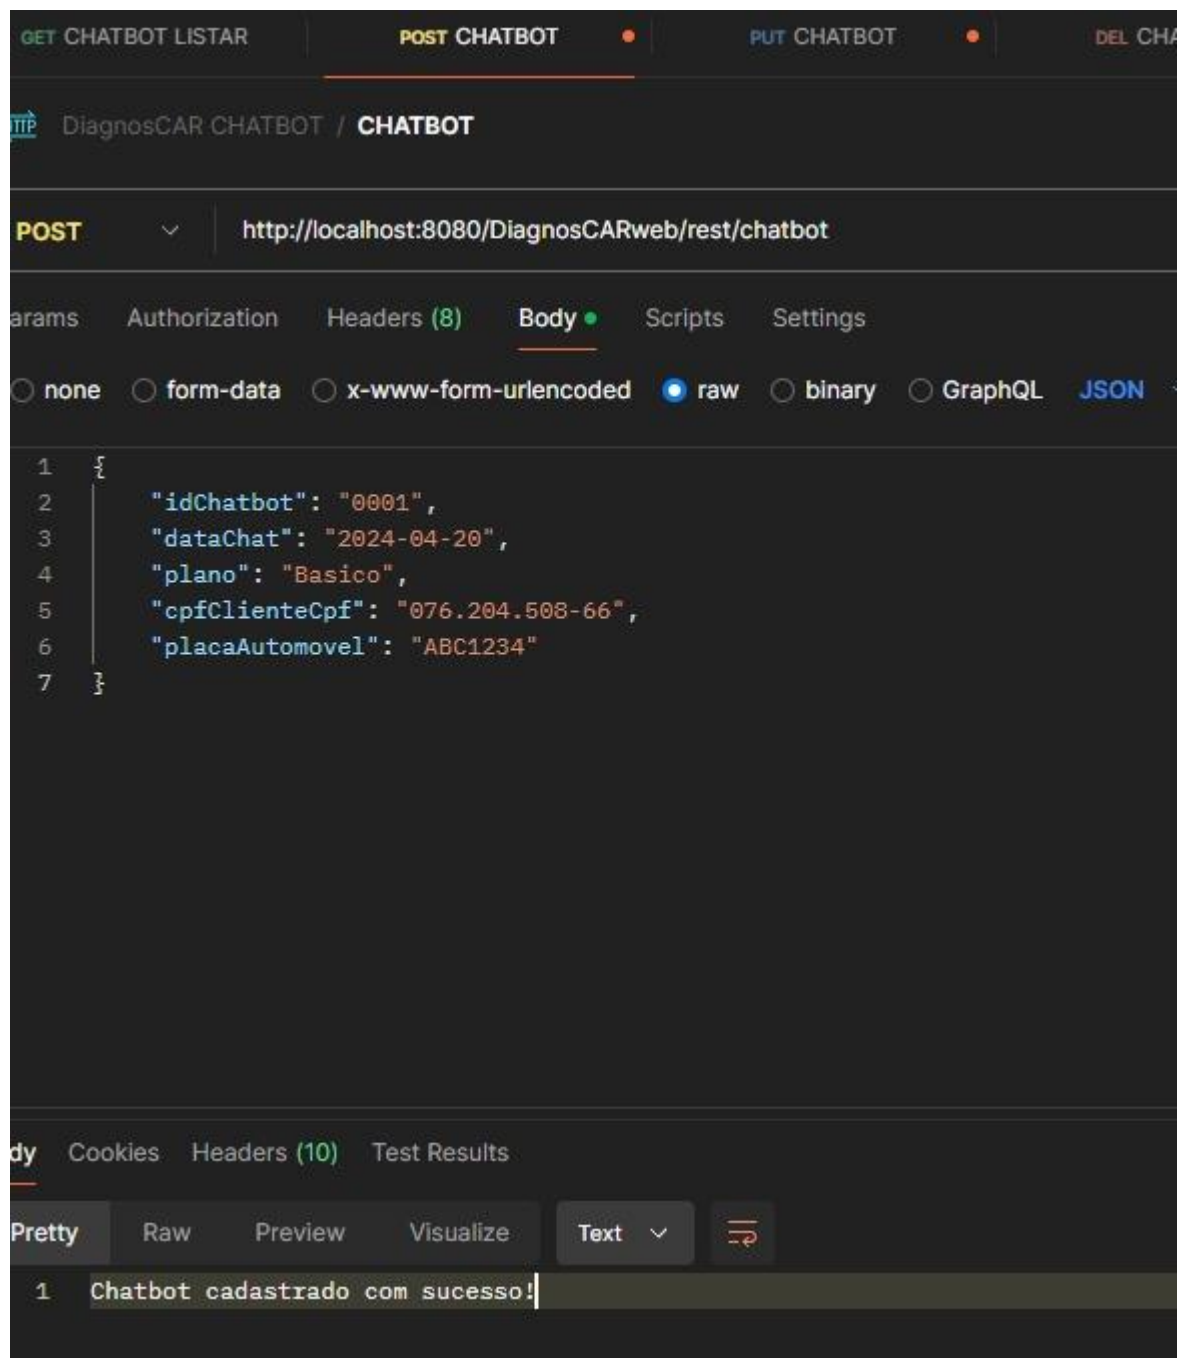 GET CHATBOT LISTAR POST CHATBOT PUT CHATBOT DEL CHA
TTP DiagnosCAR CHATBOT / CHATBOT
POST http://localhost:8080/DiagnosCARweb/rest/chatbot
arams Authorization Headers (8) Body Scripts Settings
none form-data x-www-form-urlencoded raw binary GraphQL JSON
1 {
2 "idChatbot": "0001",
3 "dataChat": "2024-04-20",
4 "plano": "Basico",
5 "cpfClienteCpf": "076.204.508-66",
6 "placaAutomovel": "ABC1234"
7 }
dy Cookies Headers (10) Test Results
Pretty Raw Preview Visualize Text
1 Chatbot cadastrado com sucesso!